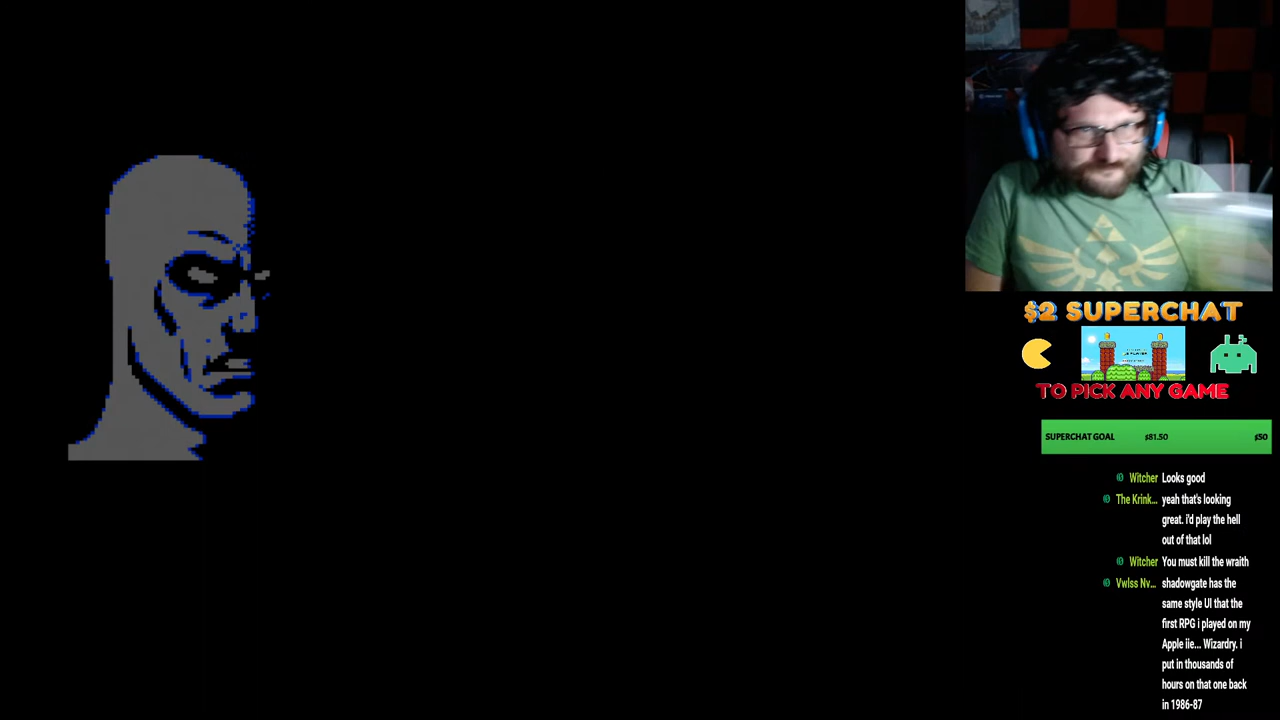 $2 SUPERCHAT
TO PICK ANY GAME
SUPERCHAT GOAL $81.50 $50
Witcher Looks good
The Krink... yeah that's looking
great. i'd play the hell
out of that lol
Witcher You must kill the wraith
Vwlss Nv... shadowgate has the
same style UI that the
first RPG i played on my
Apple iie... Wizardry. i
put in thousands of
hours on that one back
in 1986-87